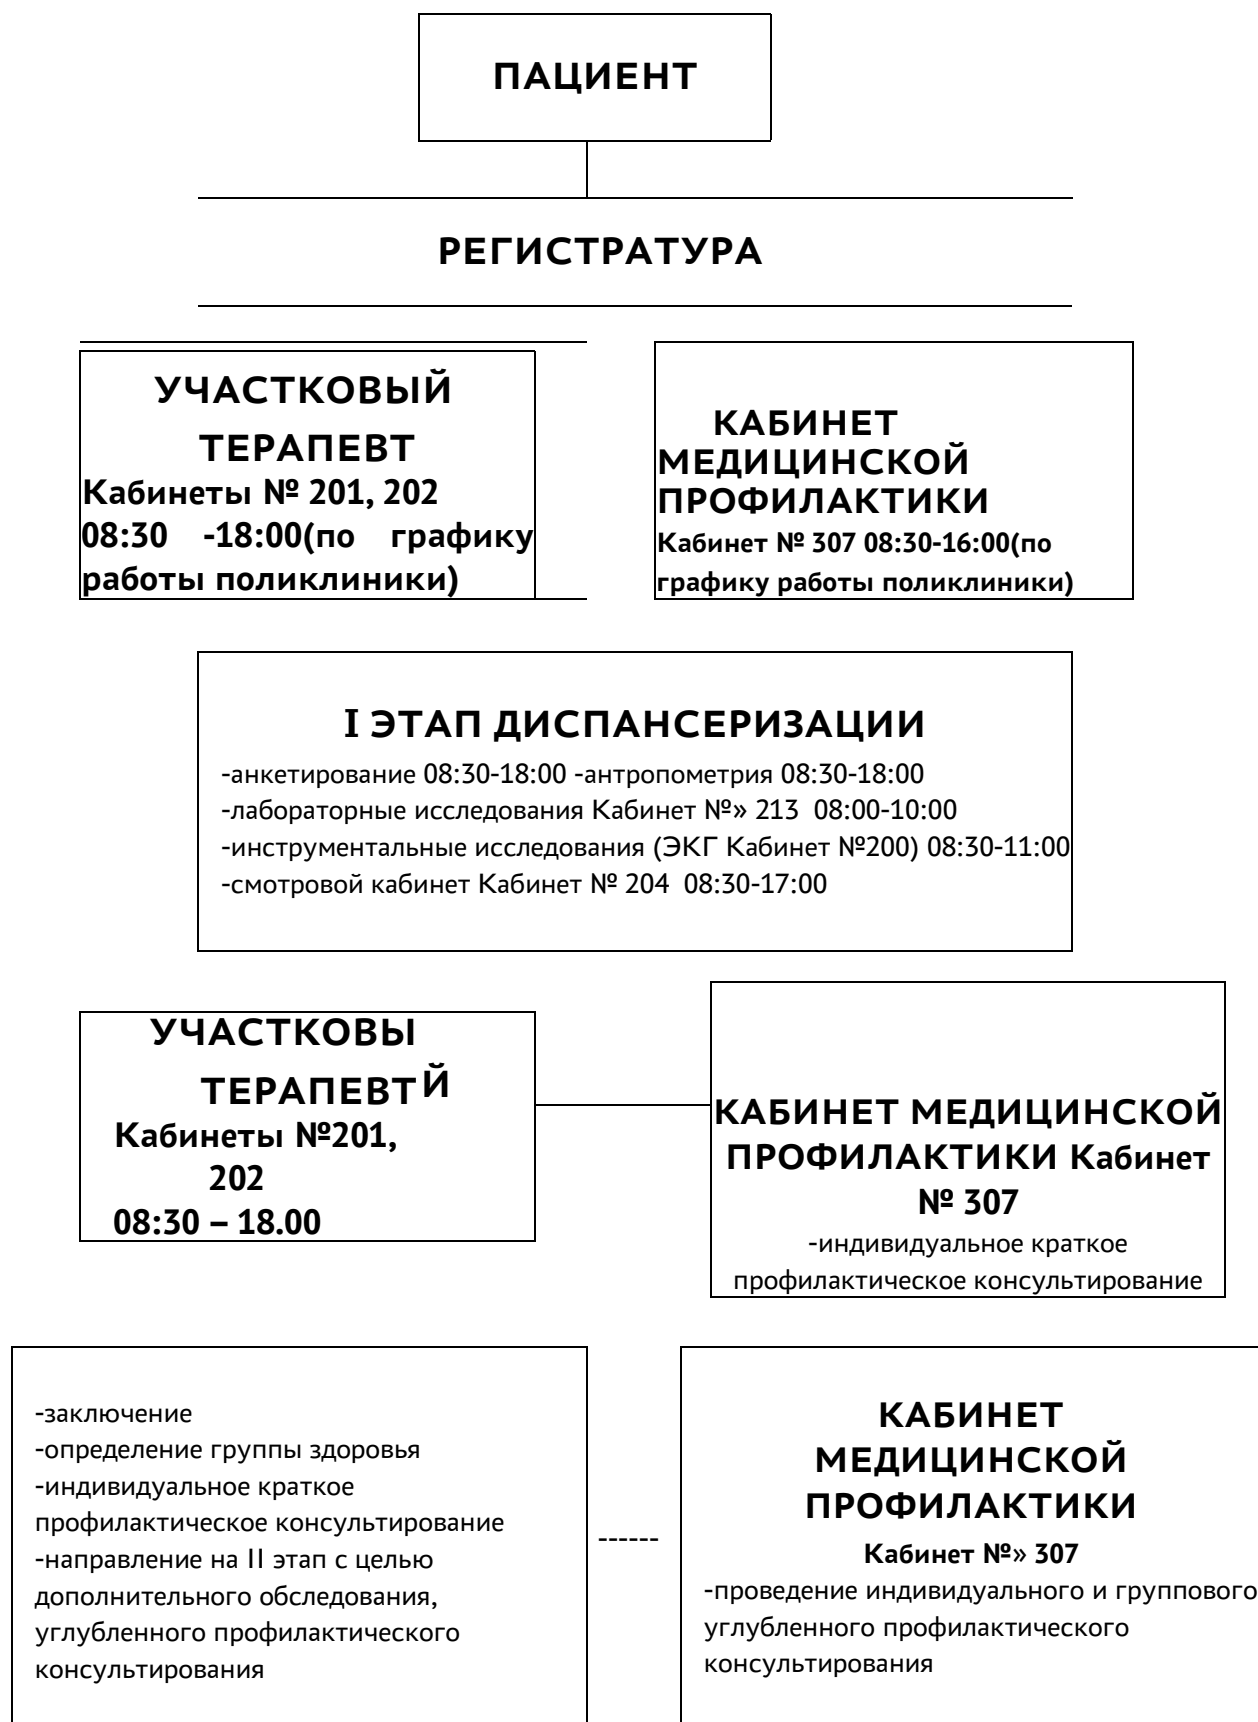 ПАЦИЕНТ
РЕГИСТРАТУРА
УЧАСТКОВЫЙ
ТЕРАПЕВТ
Кабинеты № 201, 202
08:30 -18:00(по графику
работы поликлиники)
КАБИНЕТ
МЕДИЦИНСКОЙ
ПРОФИЛАКТИКИ
Кабинет № 307 08:30-16:00(по
графику работы поликлиники)
I ЭТАП ДИСПАНСЕРИЗАЦИИ
-анкетирование 08:30-18:00 -антропометрия 08:30-18:00
-лабораторные исследования Кабинет №» 213 08:00-10:00
-инструментальные исследования (ЭКГ Кабинет №200) 08:30-11:00
-смотровой кабинет Кабинет № 204 08:30-17:00
УЧАСТКОВЫ
ТЕРАПЕВТ Й
Кабинеты №201,
202
08:30 – 18.00
КАБИНЕТ МЕДИЦИНСКОЙ
ПРОФИЛАКТИКИ Кабинет
№ 307
-индивидуальное краткое
профилактическое консультирование
-заключение
-определение группы здоровья
-индивидуальное краткое
профилактическое консультирование
-направление на II этап с целью
дополнительного обследования,
углубленного профилактического
консультирования
------
КАБИНЕТ
МЕДИЦИНСКОЙ
ПРОФИЛАКТИКИ
Кабинет №» 307
-проведение индивидуального и группового
углубленного профилактического
консультирования